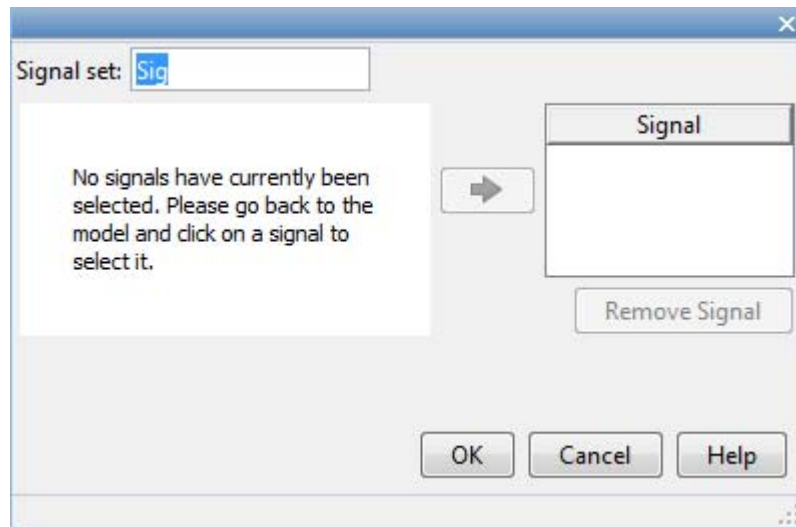 Signal set: Sig
No signals have currently been
selected. Please go back to the
model and click on a signal to
select it.
Signal
Remove Signal
OK Cancel Help